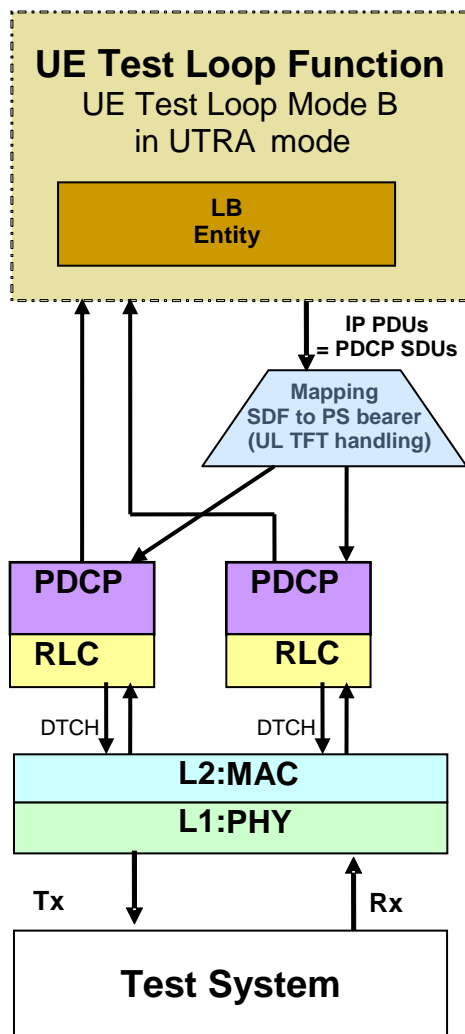 UE Test Loop Function
UE Test Loop Mode B
in UTRA mode
LB
Entity
IP PDUs
= PDCP SDUs
Mapping
SDF to PS bearer
(UL TFT handling)
PDCP
PDCP
RLC
RLC
DTCH
DTCH
L2:MAC
L1:PHY
Tx
Rx
Test System